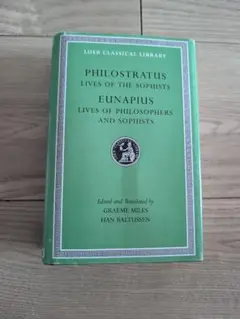 LOEB CLASSICAL LIBRARY
PHILOSTRATUS
LIVES OF THE SOPHISTS
EUNAPIUS
LIVES OF PHILOSOPHERS
AND SOPHISTS
Edited and Translated by
GRAEME MILES
HAN BALTUSSEN